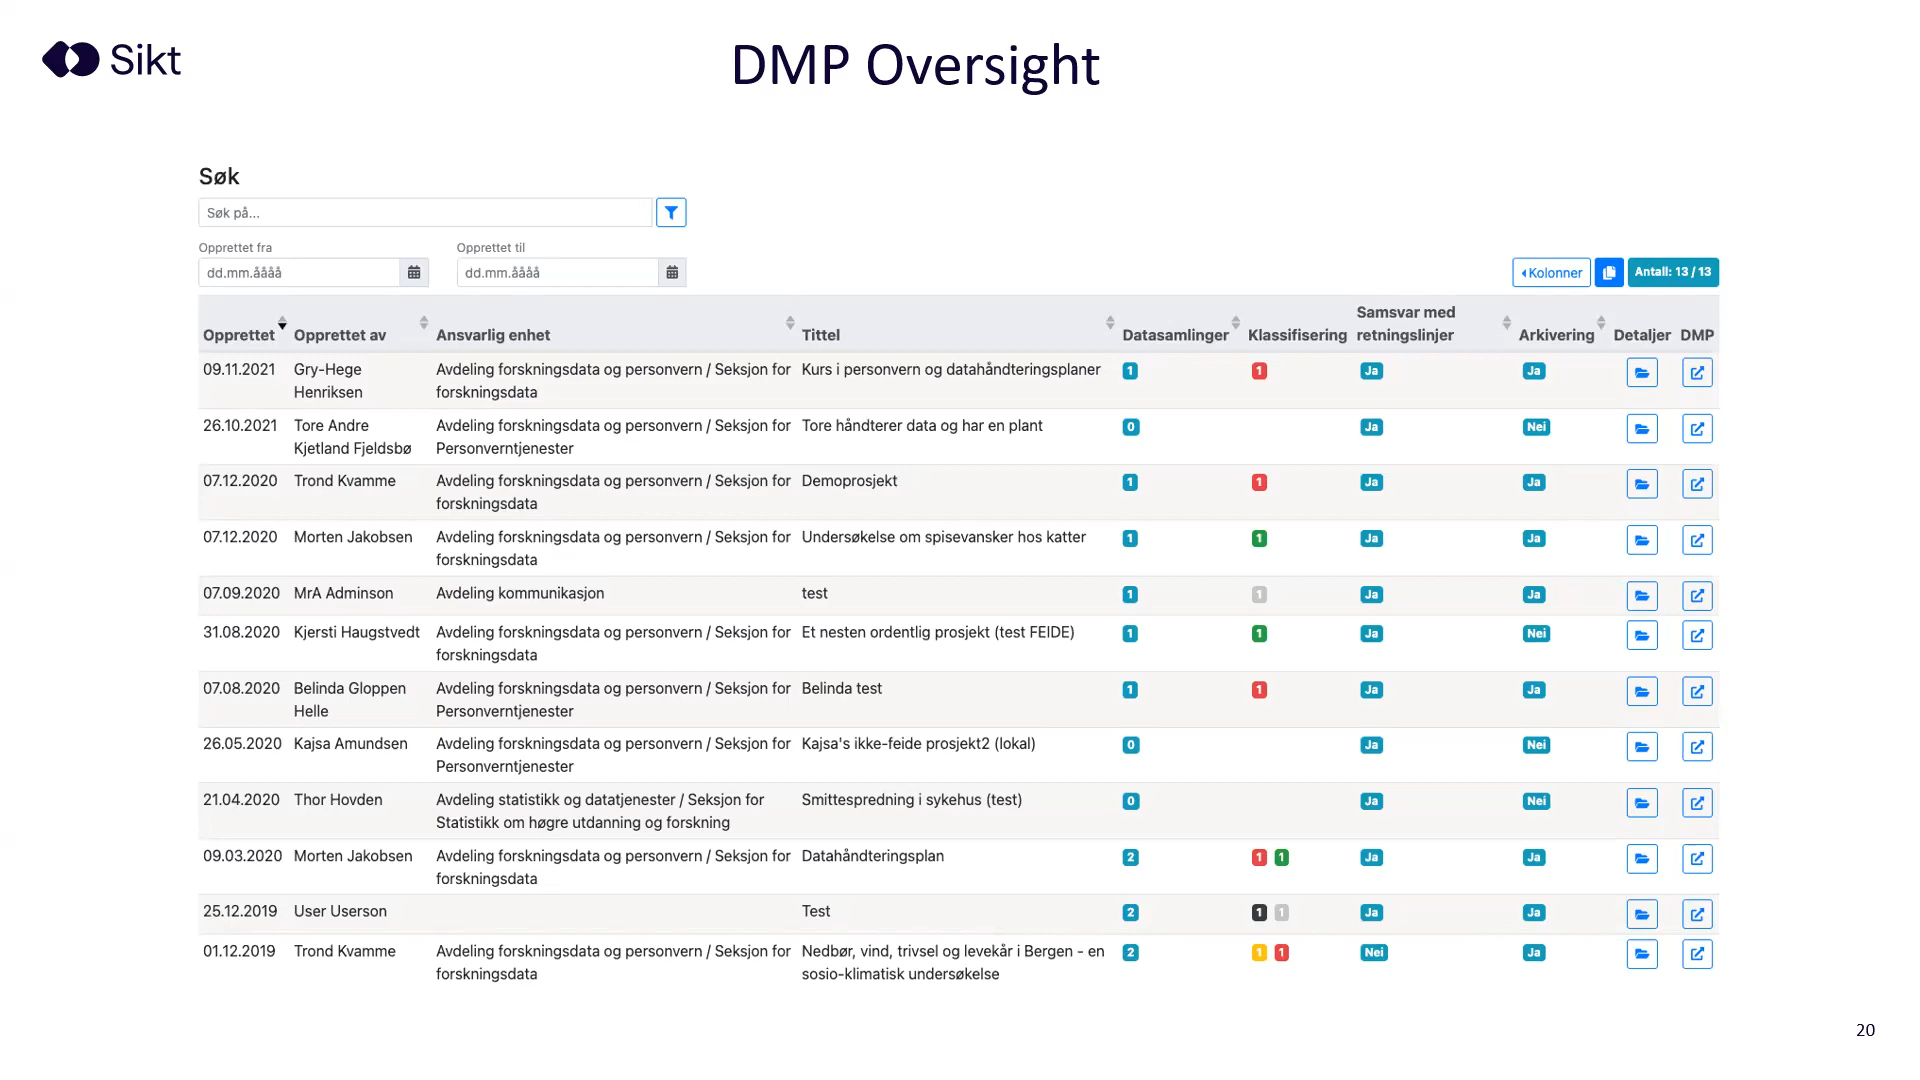 Sikt
DMP Oversight
Søk
Søk på...
Opprettet fra
Opprettet til
dd.mm.åååå
dd.mm.åååå
Kolonner
Antall: 13 / 13
Opprettet Opprettet av Ansvarlig enhet Tittel Datasamlinger Klassifisering Samsvar med retningslinjer Arkivering Detaljer DMP
09.11.2021 Gry-Hege Avdeling forskningsdata og personvern / Seksjon for Kurs i personvern og datahåndteringsplaner 1 1 Ja Ja
Henriksen forskningsdata
26.10.2021 Tore Andre Avdeling forskningsdata og personvern / Seksjon for Tore håndterer data og har en plant 0 Ja Nei
Kjetland Fjeldsbø Personverntjenester
07.12.2020 Trond Kvamme Avdeling forskningsdata og personvern / Seksjon for Demoprosjekt 1 1 Ja Ja
forskningsdata
07.12.2020 Morten Jakobsen Avdeling forskningsdata og personvern / Seksjon for Undersøkelse om spisevansker hos katter 1 1 Ja Ja
forskningsdata
07.09.2020 MrA Adminson Avdeling kommunikasjon test 1 1 Ja Ja
31.08.2020 Kjersti Haugstvedt Avdeling forskningsdata og personvern / Seksjon for Et nesten ordentlig prosjekt (test FEIDE) 1 1 Ja Nei
forskningsdata
07.08.2020 Belinda Gloppen Avdeling forskningsdata og personvern / Seksjon for Belinda test 1 1 Ja Ja
Helle Personverntjenester
26.05.2020 Kajsa Amundsen Avdeling forskningsdata og personvern / Seksjon for Kajsa's ikke-feide prosjekt2 (lokal) 0 Ja Nei
Personverntjenester
21.04.2020 Thor Hovden Avdeling statistikk og datatjenester / Seksjon for Smittespredning i sykehus (test) 0 Ja Nei
Statistikk om høgre utdanning og forskning
09.03.2020 Morten Jakobsen Avdeling forskningsdata og personvern / Seksjon for Datahåndteringsplan 2 1 1 Ja Ja
forskningsdata
25.12.2019 User Userson Test 2 1 1 Ja Ja
01.12.2019 Trond Kvamme Avdeling forskningsdata og personvern / Seksjon for Nedbør, vind, trivsel og levekår i Bergen - en 2 1 1 Nei Ja
forskningsdata sosio-klimatisk undersøkelse
20